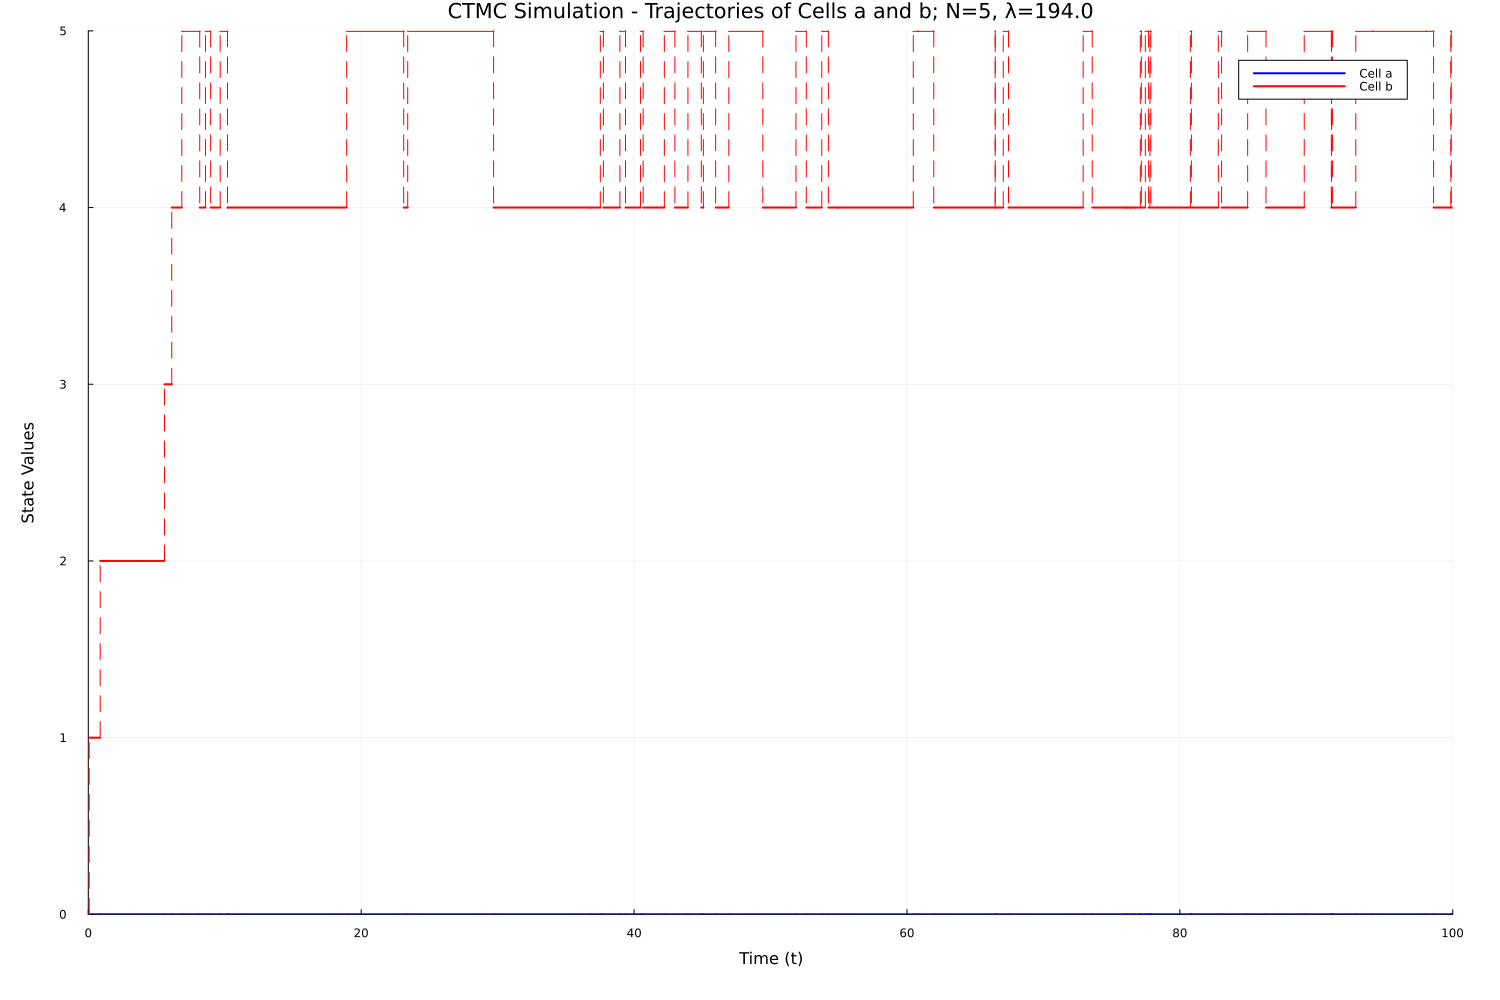 CTMC Simulation - Trajectories of Cells a and b; N=5, λ=194.0
5
Cell a
Cell b
4
3
State Values
2
1
0
0 20 40 60 80 100
Time (t)